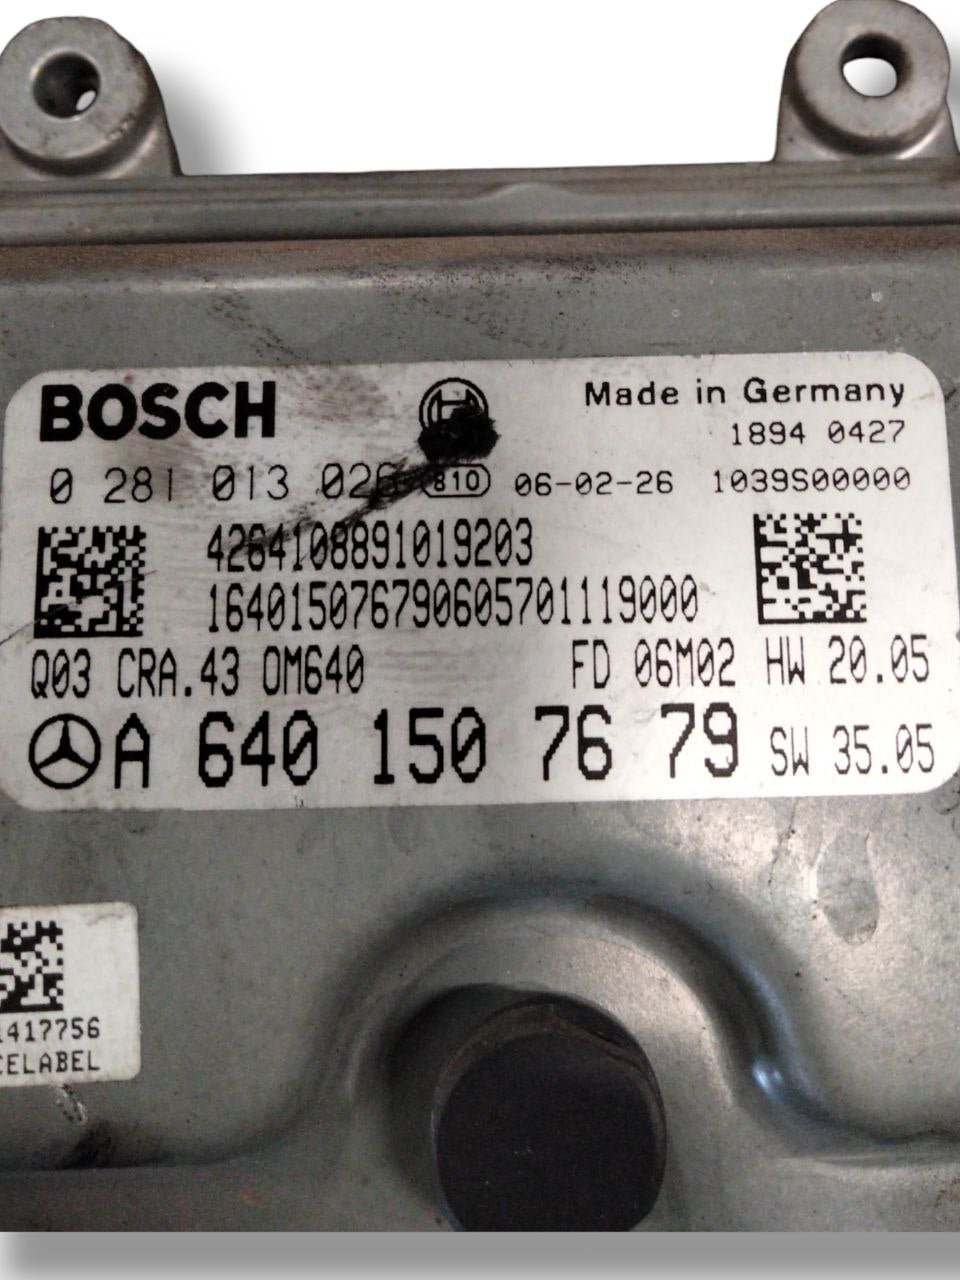 BOSCH
Made in Germany
1894 0427
0 281 013 026 810 06-02-26 1039S00000
4264108891019203
164015076790605701119000
Q03 CRA.43 OM640 FD 06M02 HW 20.05
A 640 150 76 79 SW 35.05
1417756
CELABEL